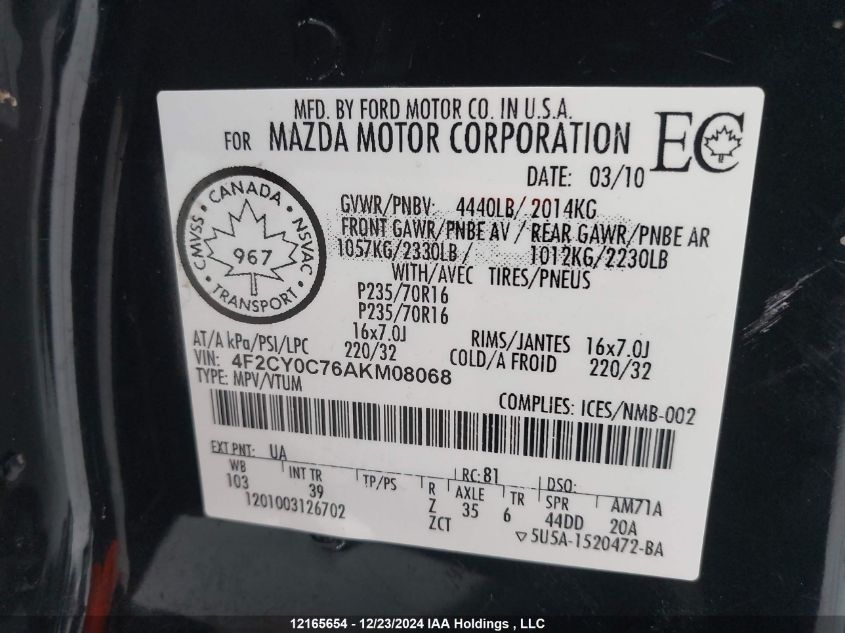 MFD. BY FORD MOTOR CO. IN U.S.A.
FOR MAZDA MOTOR CORPORATION
EC
DATE: 03/10
CANADA
CMVSS NSVAC
967
TRANSPORT
GVWR/PNBV: 4440LB/ 2014KG
FRONT GAWR/PNBE AV / REAR GAWR/PNBE AR
1057KG/2330LB / 1012KG/2230LB
WITH/AVEC TIRES/PNEUS
P235/70R16
P235/70R16
16x7.0J RIMS/JANTES 16x7.0J
AT/A kPa/PSI/LPC 220/32 COLD/A FROID 220/32
VIN: 4F2CY0C76AKM08068
TYPE: MPV/VTUM
COMPLIES: ICES/NMB-002
EXT PNT: UA RC: 81 DSO:
WB INT TR TP/PS R AXLE TR SPR AM71A
103 39 Z 35 6 44DD 20A
1201003126702 ZCT ▽5U5A-1520472-BA
12165654 - 12/23/2024 IAA Holdings , LLC